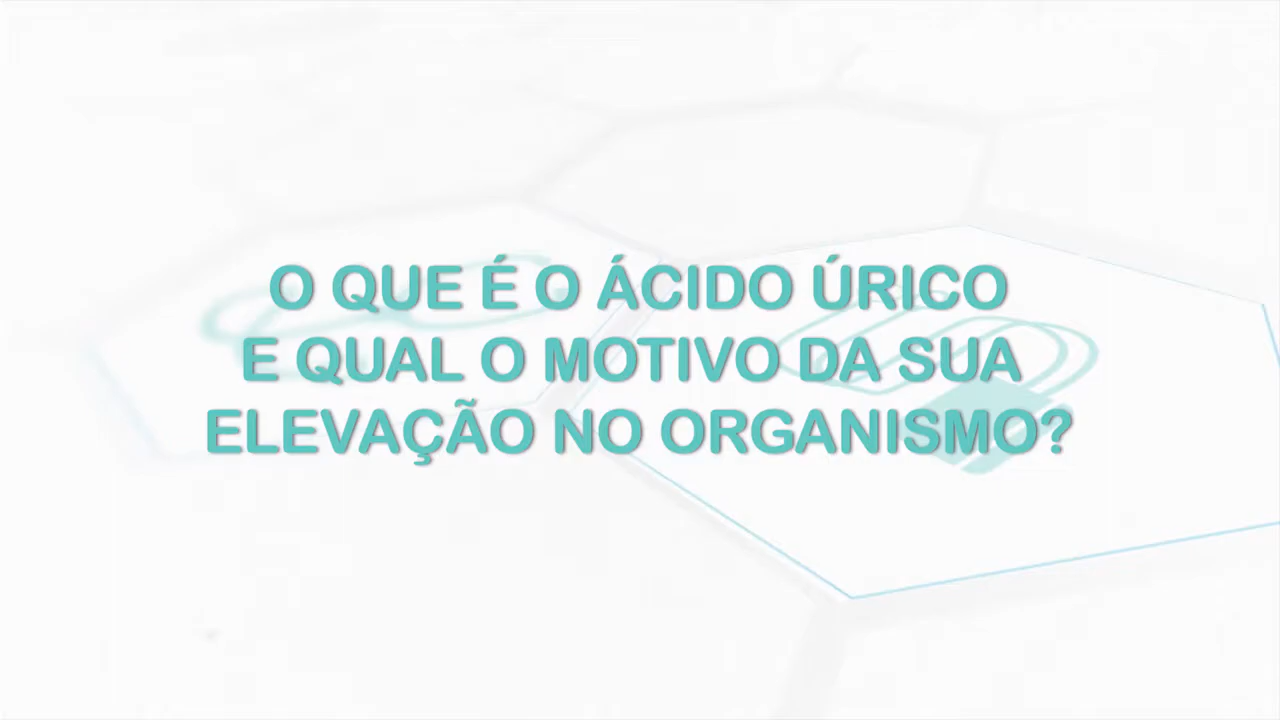 O QUE É O ÁCIDO ÚRICO
E QUAL O MOTIVO DA SUA
ELEVAÇÃO NO ORGANISMO?